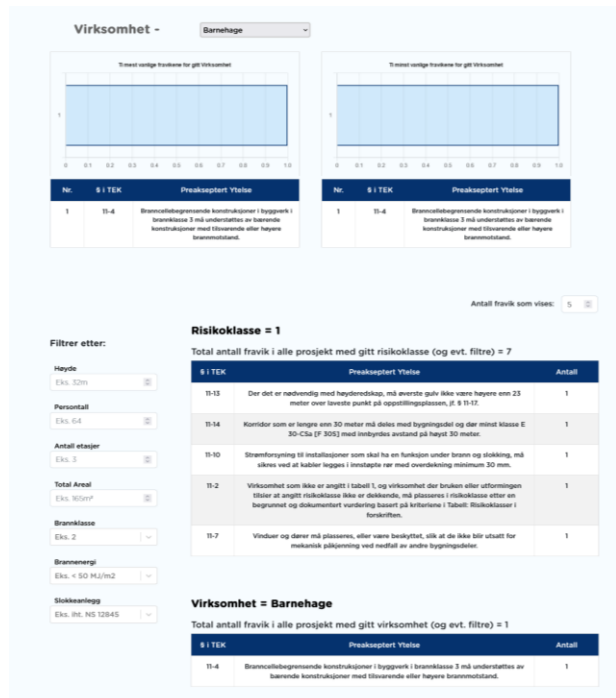 Virksomhet -
Barnehage
Ti mest vanlige fravikene for gitt Virksomhet
1
0 0.1 0.2 0.3 0.4 0.5 0.6 0.7 0.8 0.9 1.0
Nr. § i TEK Preakseptert Ytelse
1 11-4 Branncellebegrensende konstruksjoner i byggverk i
brannklasse 3 må understøttes av bærende
konstruksjoner med tilsvarende eller høyere
brannmotstand.
Ti minst vanlige fravikene for gitt Virksomhet
1
0 0.1 0.2 0.3 0.4 0.5 0.6 0.7 0.8 0.9 1.0
Nr. § i TEK Preakseptert Ytelse
1 11-4 Branncellebegrensende konstruksjoner i byggverk i
brannklasse 3 må understøttes av bærende
konstruksjoner med tilsvarende eller høyere
brannmotstand.
Antall fravik som vises: 5
Filtrer etter:
Høyde
Eks. 32m
Persontall
Eks. 64
Antall etasjer
Eks. 3
Total Areal
Eks. 165m²
Brannklasse
Eks. 2
Brannenergi
Eks. < 50 MJ/m2
Slokkeanlegg
Eks. iht. NS 12845
Risikoklasse = 1
Total antall fravik i alle prosjekt med gitt risikoklasse (og evt. filtre) = 7
§ i TEK Preakseptert Ytelse Antall
11-13 Der det er nødvendig med høyderedskap, må øverste gulv ikke være høyere enn 23 1
meter over laveste punkt på oppstillingsplassen, jf. § 11-17.
11-14 Korridor som er lengre enn 30 meter må deles med bygningsdel og dør minst klasse E 1
30-CSa [F 30S] med innbyrdes avstand på høyst 30 meter.
11-10 Strømforsyning til installasjoner som skal ha en funksjon under brann og slokking, må 1
sikres ved at kabler legges i innstøpte rør med overdekning minimum 30 mm.
11-2 Virksomhet som ikke er angitt i tabell 1, og virksomhet der bruken eller utformingen 1
tilsier at angitt risikoklasse ikke er dekkende, må plasseres i risikoklasse etter en
begrunnet og dokumentert vurdering basert på kriteriene i Tabell: Risikoklasser i
forskriften.
11-7 Vinduer og dører må plasseres, eller være beskyttet, slik at de ikke blir utsatt for 1
mekanisk påkjenning ved nedfall av andre bygningsdeler.
Virksomhet = Barnehage
Total antall fravik i alle prosjekt med gitt virksomhet (og evt. filtre) = 1
§ i TEK Preakseptert Ytelse Antall
11-4 Branncellebegrensende konstruksjoner i byggverk i brannklasse 3 må understøttes av 1
bærende konstruksjoner med tilsvarende eller høyere brannmotstand.